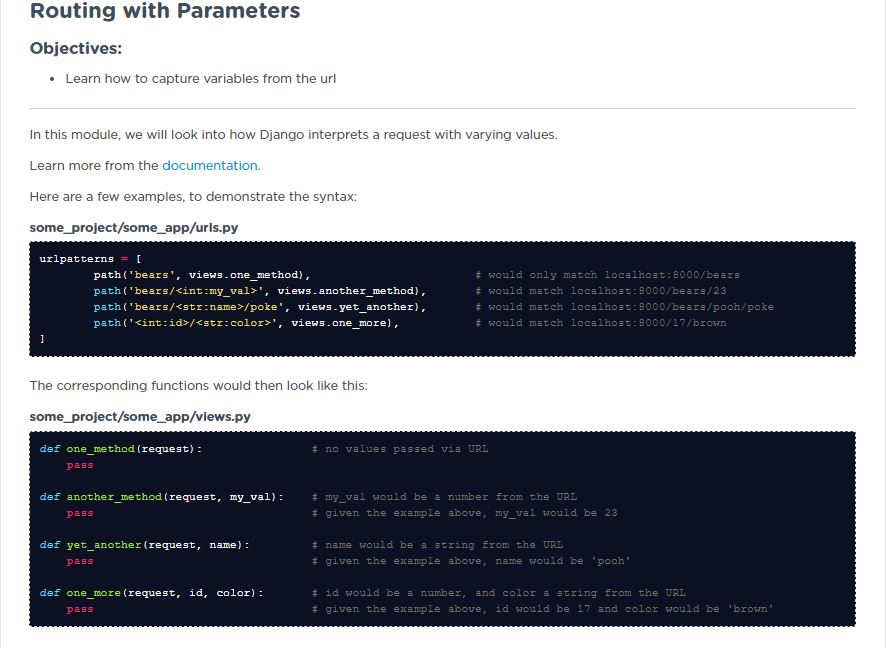 Routing with Parameters
Objectives:
• Learn how to capture variables from the url
In this module, we will look into how Django interprets a request with varying values.
Learn more from the documentation.
Here are a few examples, to demonstrate the syntax:
some_project/some_app/urls.py
urlpatterns = [
        path('bears', views.one_method),                        # would only match localhost:8000/bears
        path('bears/<int:my_val>', views.another_method),       # would match localhost:8000/bears/23
        path('bears/<str:name>/poke', views.yet_another),       # would match localhost:8000/bears/pooh/poke
        path('<int:id>/<str:color>', views.one_more),           # would match localhost:8000/17/brown
]
The corresponding functions would then look like this:
some_project/some_app/views.py
def one_method(request):                # no values passed via URL
    pass
def another_method(request, my_val):    # my_val would be a number from the URL
    pass                                # given the example above, my_val would be 23
def yet_another(request, name):         # name would be a string from the URL
    pass                                # given the example above, name would be 'pooh'
def one_more(request, id, color):       # id would be a number, and color a string from the URL
    pass                                # given the example above, id would be 17 and color would be 'brown'